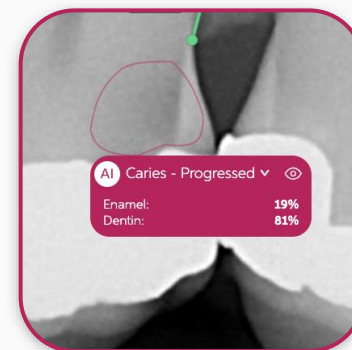 AI Caries - Progressed
Enamel: 19%
Dentin: 81%